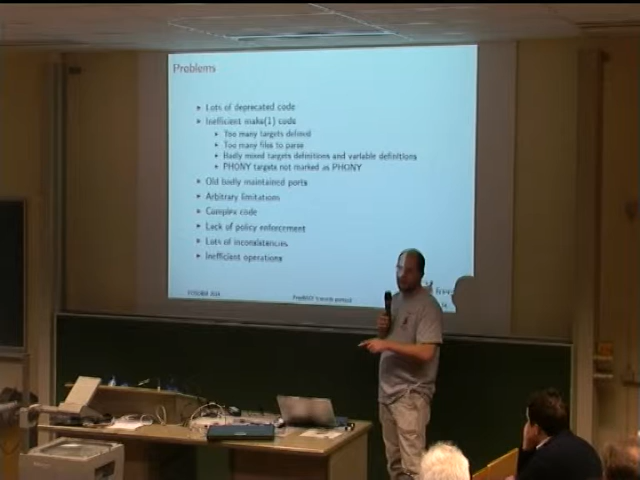 Problems
Lots of deprecated code
Inefficient make(1) code
Too many targets defined
Too many files to parse
Badly mixed targets definitions and variable definitions
PHONY targets not marked as PHONY
Old badly maintained ports
Arbitrary limitations
Complex code
Lack of policy enforcement
Lots of inconsistencies
Inefficient operations